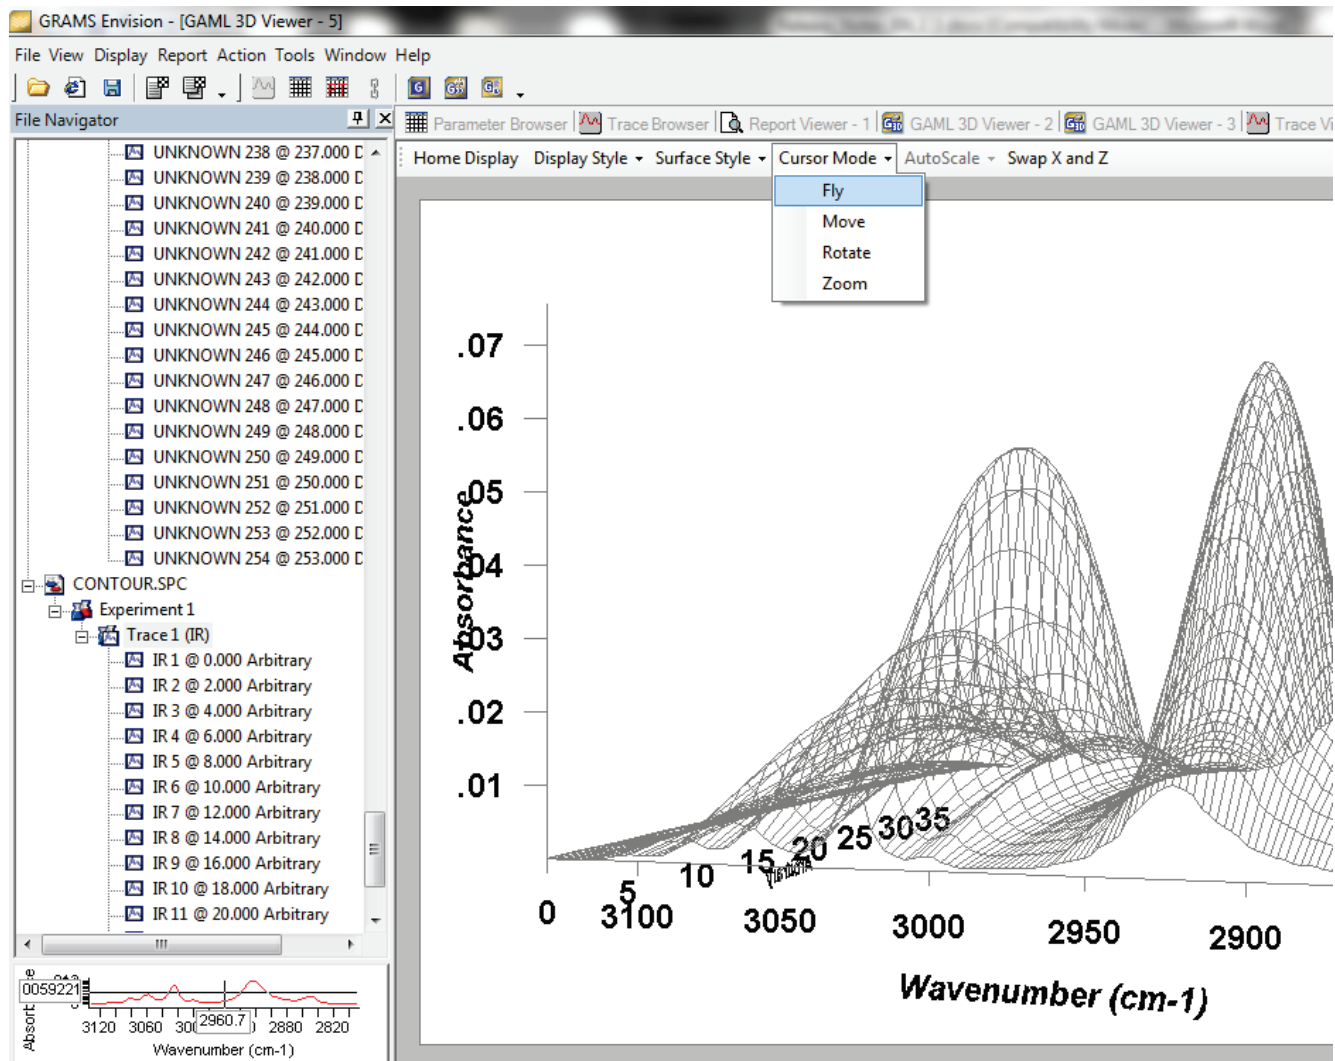 GRAMS Envision - [GAML 3D Viewer - 5]
File View Display Report Action Tools Window Help
File Navigator
Parameter Browser Trace Browser Report Viewer - 1 GAML 3D Viewer - 2 GAML 3D Viewer - 3 Trace Vi
Home Display Display Style Surface Style Cursor Mode AutoScale Swap X and Z
Fly
Move
Rotate
Zoom
UNKNOWN 238 @ 237.000 D
UNKNOWN 239 @ 238.000 D
UNKNOWN 240 @ 239.000 D
UNKNOWN 241 @ 240.000 D
UNKNOWN 242 @ 241.000 D
UNKNOWN 243 @ 242.000 D
UNKNOWN 244 @ 243.000 D
UNKNOWN 245 @ 244.000 D
UNKNOWN 246 @ 245.000 D
UNKNOWN 247 @ 246.000 D
UNKNOWN 248 @ 247.000 D
UNKNOWN 249 @ 248.000 D
UNKNOWN 250 @ 249.000 D
UNKNOWN 251 @ 250.000 D
UNKNOWN 252 @ 251.000 D
UNKNOWN 253 @ 252.000 D
UNKNOWN 254 @ 253.000 D
CONTOUR.SPC
Experiment 1
Trace 1 (IR)
IR 1 @ 0.000 Arbitrary
IR 2 @ 2.000 Arbitrary
IR 3 @ 4.000 Arbitrary
IR 4 @ 6.000 Arbitrary
IR 5 @ 8.000 Arbitrary
IR 6 @ 10.000 Arbitrary
IR 7 @ 12.000 Arbitrary
IR 8 @ 14.000 Arbitrary
IR 9 @ 16.000 Arbitrary
IR 10 @ 18.000 Arbitrary
IR 11 @ 20.000 Arbitrary
0059221
2960.7
3120 3060 2880 2820
Wavenumber (cm-1)
.07
.06
.05
.04
.03
.02
.01
Absorbance
0 5 10 15 20 25 30 35
3100 3050 3000 2950 2900
Wavenumber (cm-1)